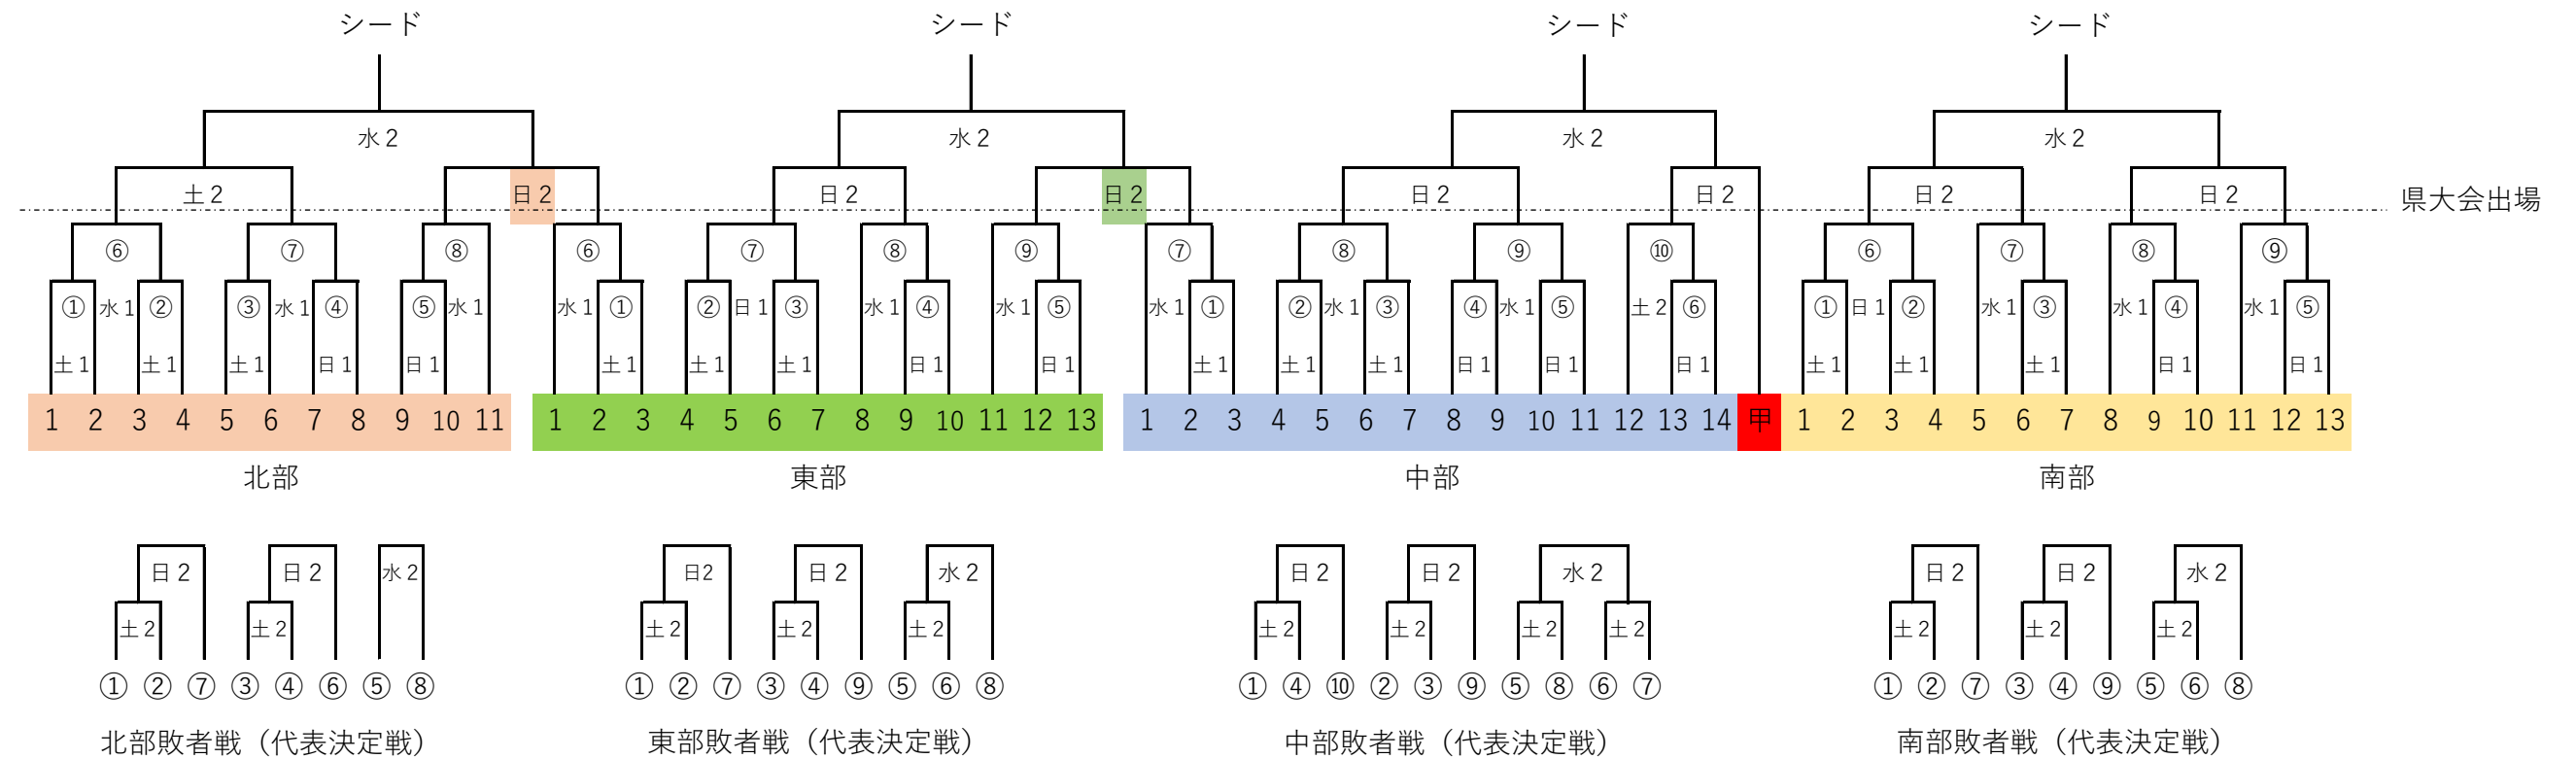 シード シード シード シード
水2 水2 水2 水2
土2 日2 日2 日2 日2 日2 日2 日2
県大会出場
⑥ ⑦ ⑧ ⑥ ⑦ ⑧ ⑨ ⑦ ⑧ ⑨ ⑩ ⑥ ⑦ ⑧ ⑨
① 水1 ② ③ 水1 ④ ⑤ 水1 水1 ① ② 日1 ③ 水1 ④ 水1 ⑤ 水1 ① ② 水1 ③ ④ 水1 ⑤ 土2 ⑥ ① 日1 ② 水1 ③ 水1 ④ 水1 ⑤
土1 土1 土1 日1 日1 土1 土1 土1 日1 日1 土1 土1 土1 日1 日1 日1 土1 土1 土1 日1 日1
1 2 3 4 5 6 7 8 9 10 11 1 2 3 4 5 6 7 8 9 10 11 12 13 1 2 3 4 5 6 7 8 9 10 11 12 13 14 甲 1 2 3 4 5 6 7 8 9 10 11 12 13
北部 東部 中部 南部
日2 日2 水2 日2 日2 水2 日2 日2 水2 日2 日2 水2
土2 土2 土2 土2 土2 土2 土2 土2 土2 土2 土2 土2
① ② ⑦ ③ ④ ⑥ ⑤ ⑧ ① ② ⑦ ③ ④ ⑨ ⑤ ⑥ ⑧ ① ④ ⑩ ② ③ ⑨ ⑤ ⑧ ⑥ ⑦ ① ② ⑦ ③ ④ ⑨ ⑤ ⑥ ⑧
北部敗者戦（代表決定戦） 東部敗者戦（代表決定戦） 中部敗者戦（代表決定戦） 南部敗者戦（代表決定戦）